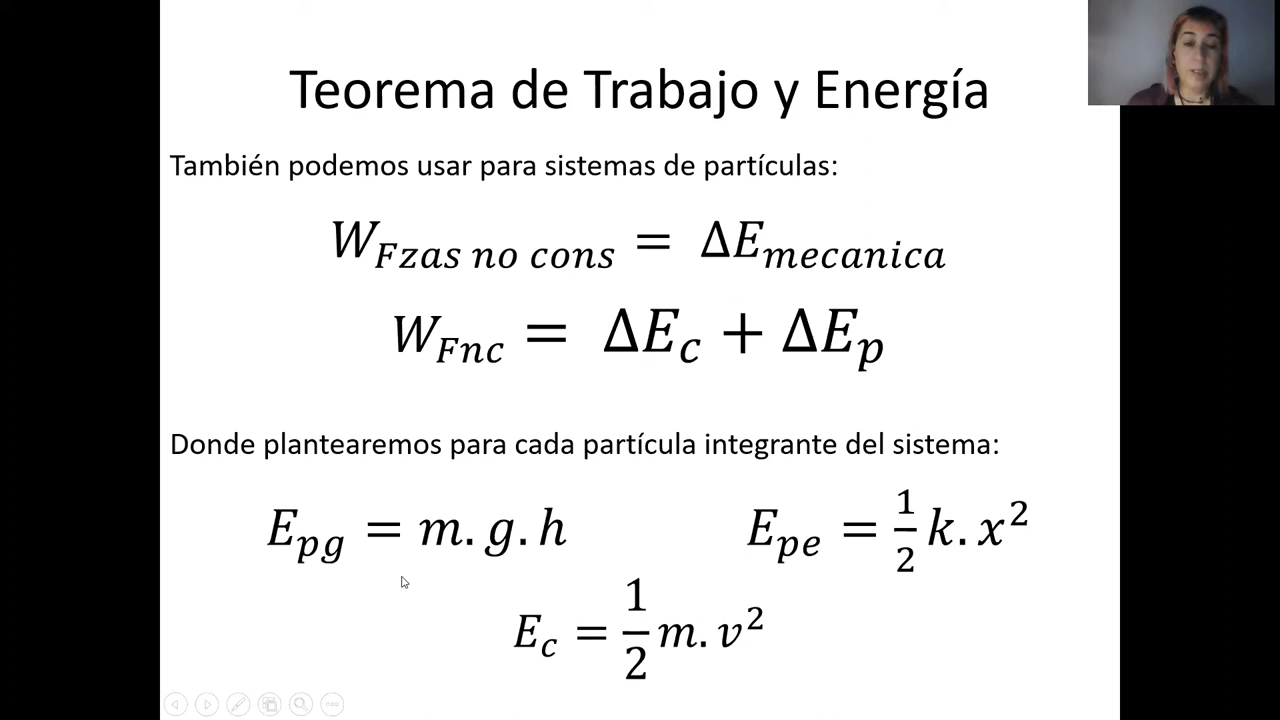 Teorema de Trabajo y Energía
También podemos usar para sistemas de partículas:
W_{Fzas no cons} = ΔE_{mecanica}
W_{Fnc} = ΔE_c + ΔE_p
Donde plantearemos para cada partícula integrante del sistema:
E_{pg} = m.g.h
E_{pe} = \frac{1}{2} k.x^2
E_c = \frac{1}{2} m.v^2